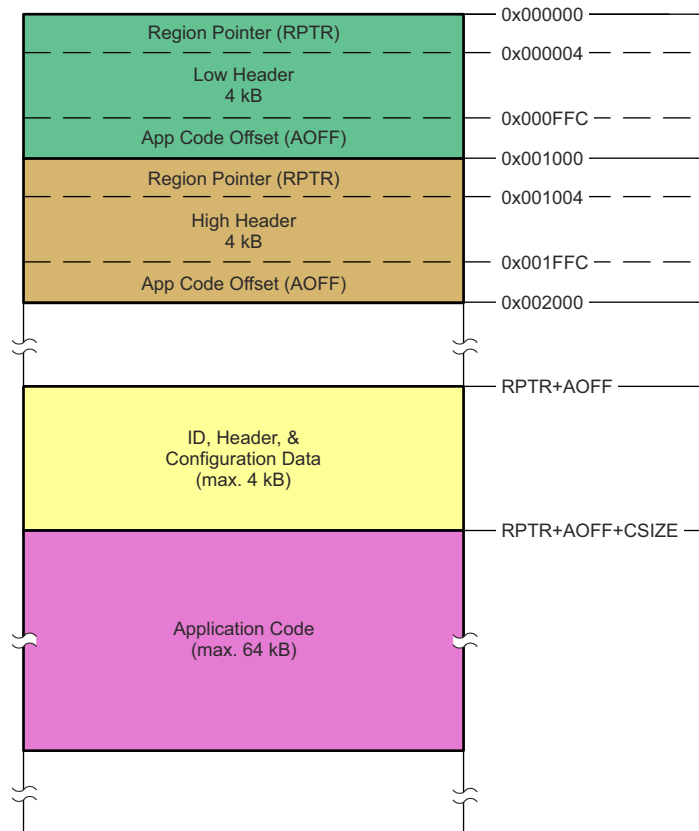 0x000000
Region Pointer (RPTR)
0x000004
Low Header
4 kB
0x000FFC
App Code Offset (AOFF)
0x001000
Region Pointer (RPTR)
0x001004
High Header
4 kB
0x001FFC
App Code Offset (AOFF)
0x002000
RPTR+AOFF
ID, Header, &
Configuration Data
(max. 4 kB)
RPTR+AOFF+CSIZE
Application Code
(max. 64 kB)